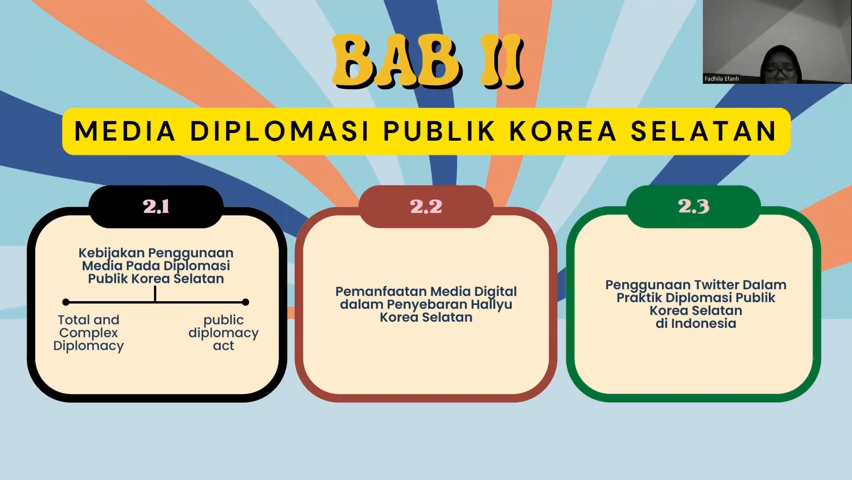 BAB II
Fadhila Efanh
MEDIA DIPLOMASI PUBLIK KOREA SELATAN
2.1
Kebijakan Penggunaan
Media Pada Diplomasi
Publik Korea Selatan
Total and
Complex
Diplomacy
public
diplomacy
act
2.2
Pemanfaatan Media Digital
dalam Penyebaran Hallyu
Korea Selatan
2.3
Penggunaan Twitter Dalam
Praktik Diplomasi Publik
Korea Selatan
di Indonesia